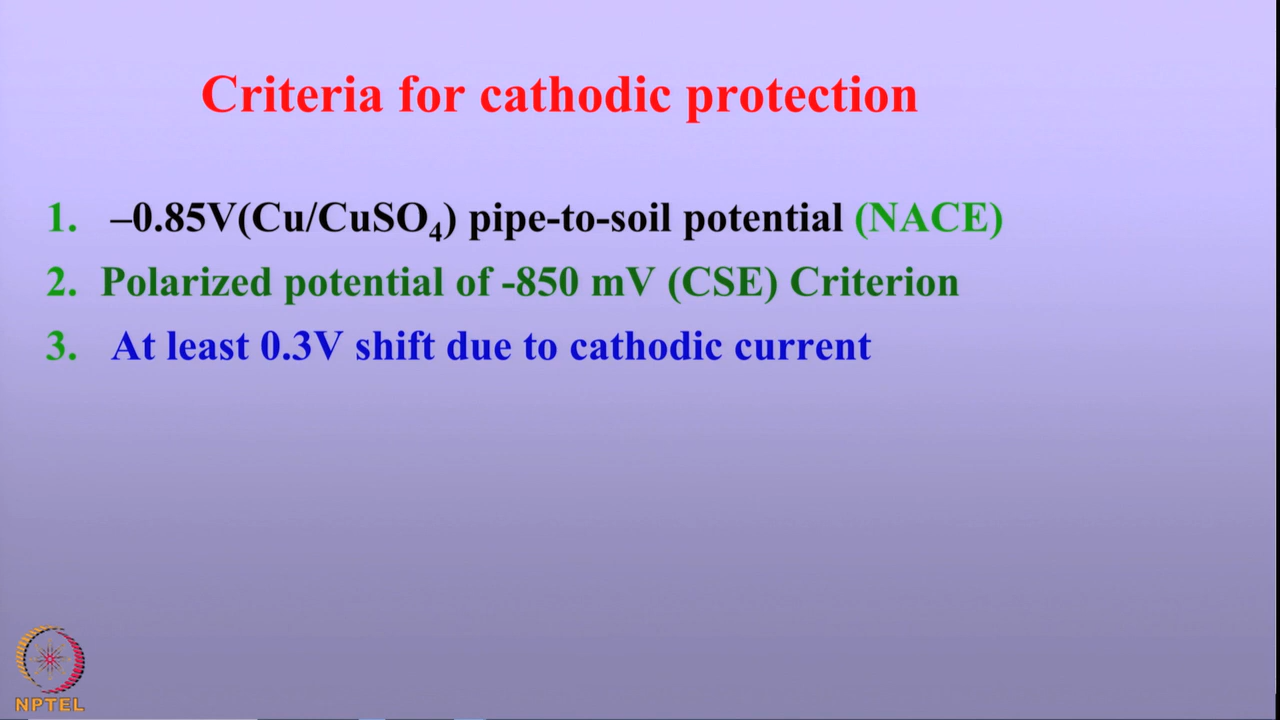 Criteria for cathodic protection
1. –0.85V(Cu/CuSO₄) pipe-to-soil potential (NACE)
2. Polarized potential of -850 mV (CSE) Criterion
3. At least 0.3V shift due to cathodic current
NPTEL